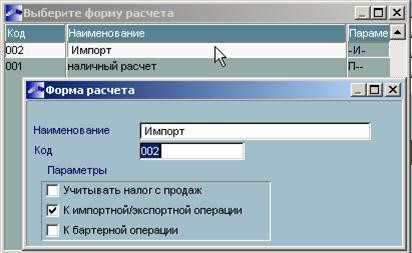 Выберите форму расчета
Код Наименование Параме
002 Импорт -И-
001 наличный расчет П--
Форма расчета
Наименование Импорт
Код 002
Параметры
Учитывать налог с продаж
К импортной/экспортной операции
К бартерной операции